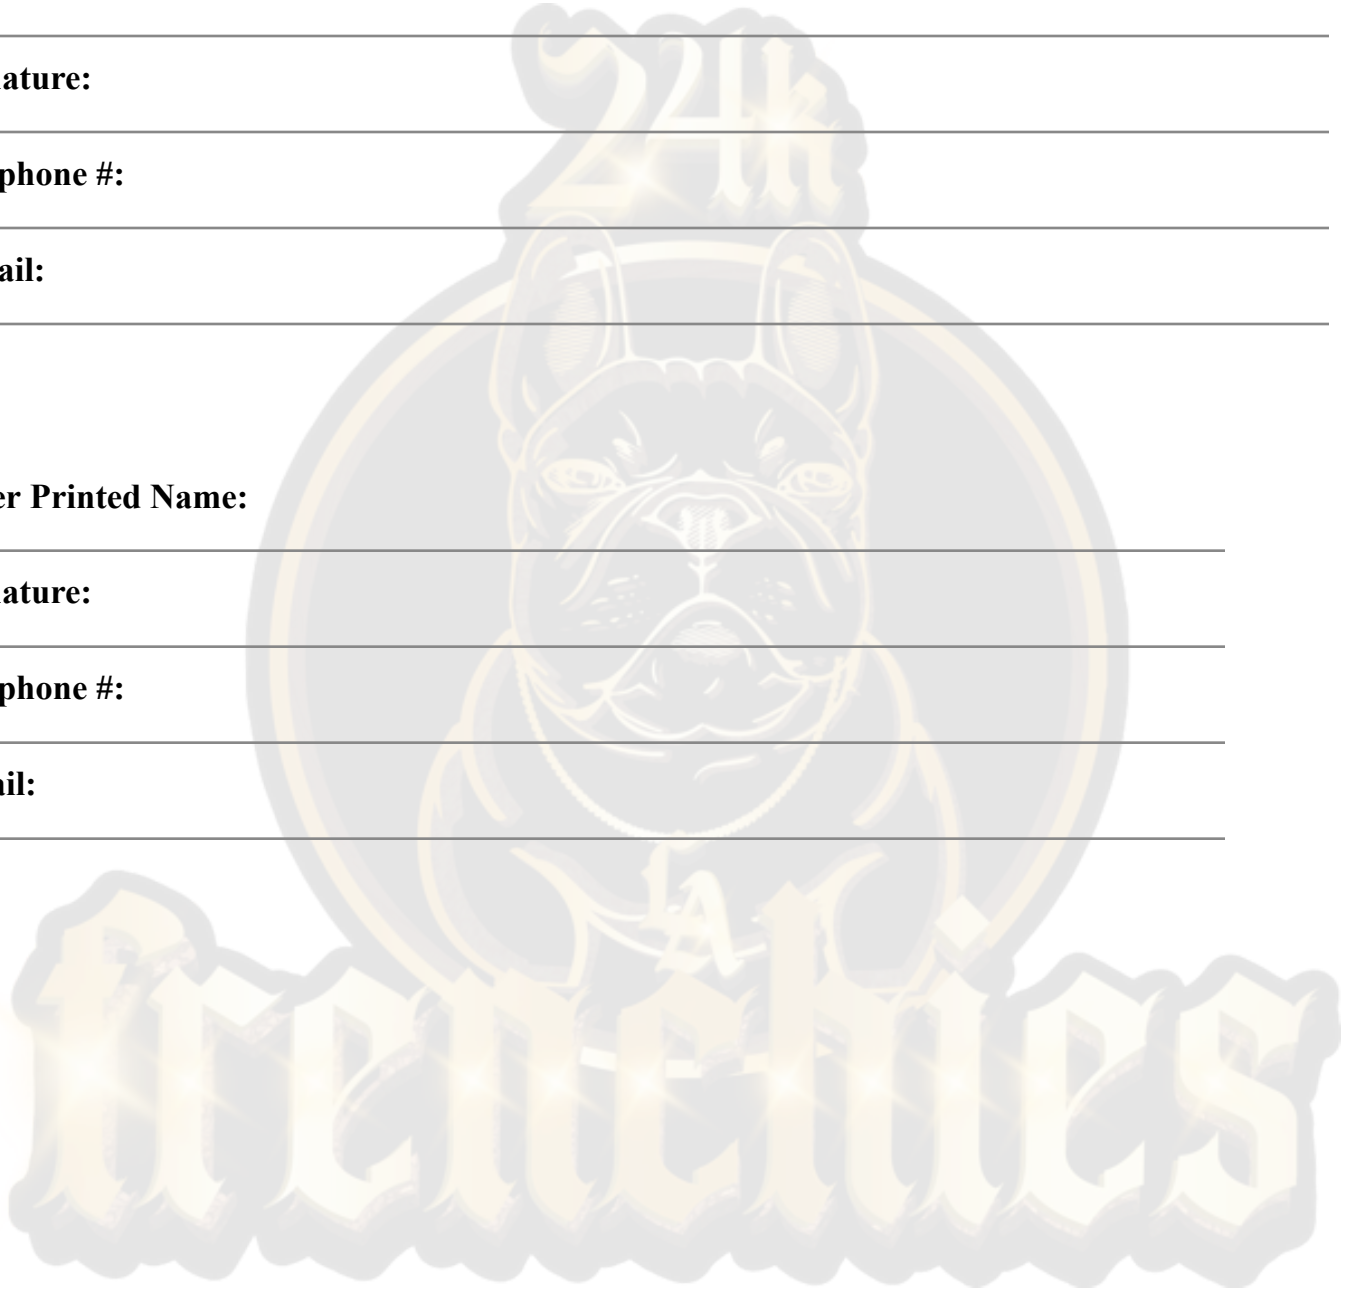 24k
ature:
phone #:
ail:
er Printed Name:
ature:
phone #:
ail:
LA
frenchies